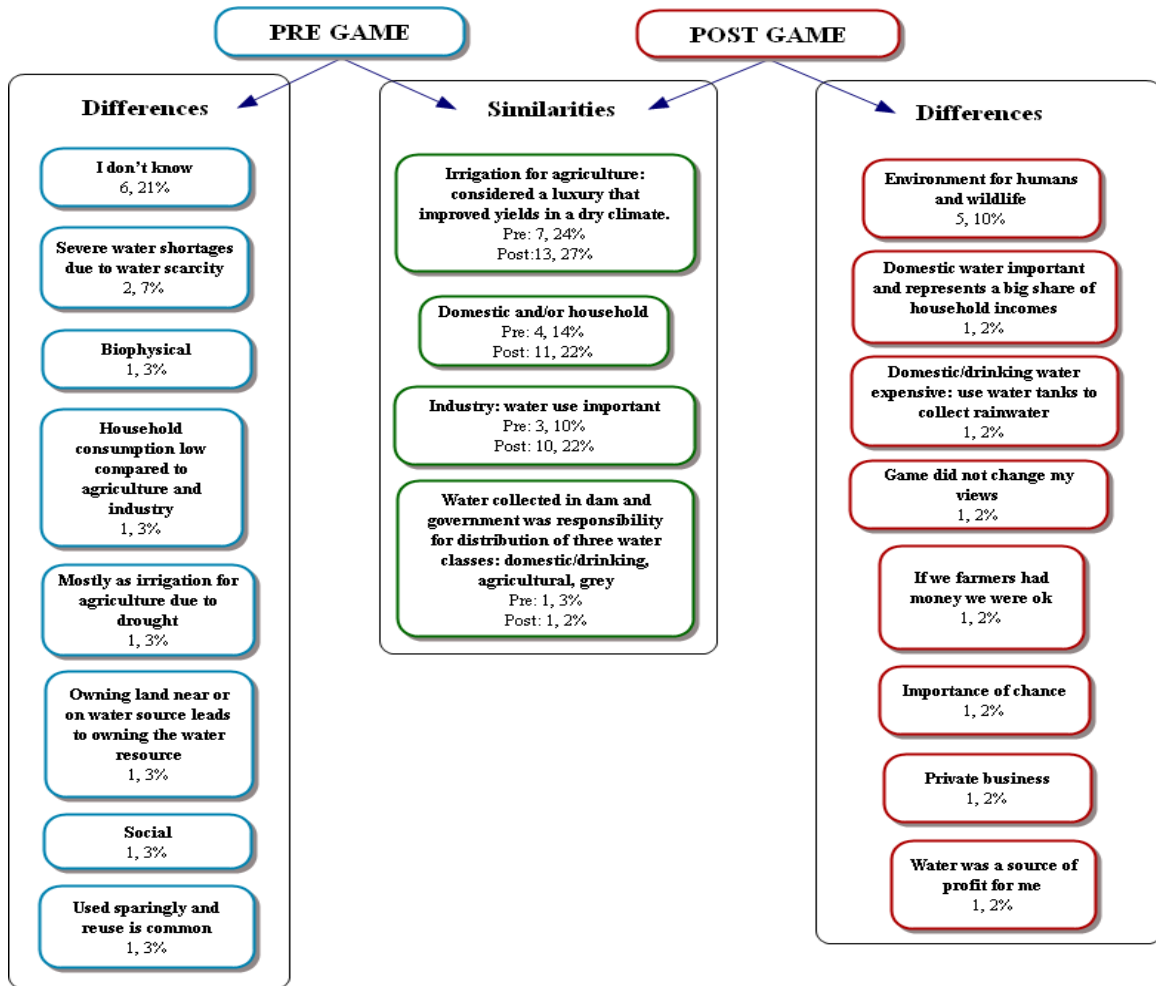 PRE GAME
POST GAME
Differences
I don't know
6, 21%
Severe water shortages
due to water scarcity
2, 7%
Biophysical
1, 3%
Household
consumption low
compared to
agriculture and
industry
1, 3%
Mostly as irrigation for
agriculture due to
drought
1, 3%
Owning land near or
on water source leads
to owning the water
resource
1, 3%
Social
1, 3%
Used sparingly and
reuse is common
1, 3%
Similarities
Irrigation for agriculture:
considered a luxury that
improved yields in a dry climate.
Pre: 7, 24%
Post:13, 27%
Domestic and/or household
Pre: 4, 14%
Post: 11, 22%
Industry: water use important
Pre: 3, 10%
Post: 10, 22%
Water collected in dam and
government was responsibility
for distribution of three water
classes: domestic/drinking,
agricultural, grey
Pre: 1, 3%
Post: 1, 2%
Differences
Environment for humans
and wildlife
5, 10%
Domestic water important
and represents a big share of
household incomes
1, 2%
Domestic/drinking water
expensive: use water tanks to
collect rainwater
1, 2%
Game did not change my
views
1, 2%
If we farmers had
money we were ok
1, 2%
Importance of chance
1, 2%
Private business
1, 2%
Water was a source of
profit for me
1, 2%